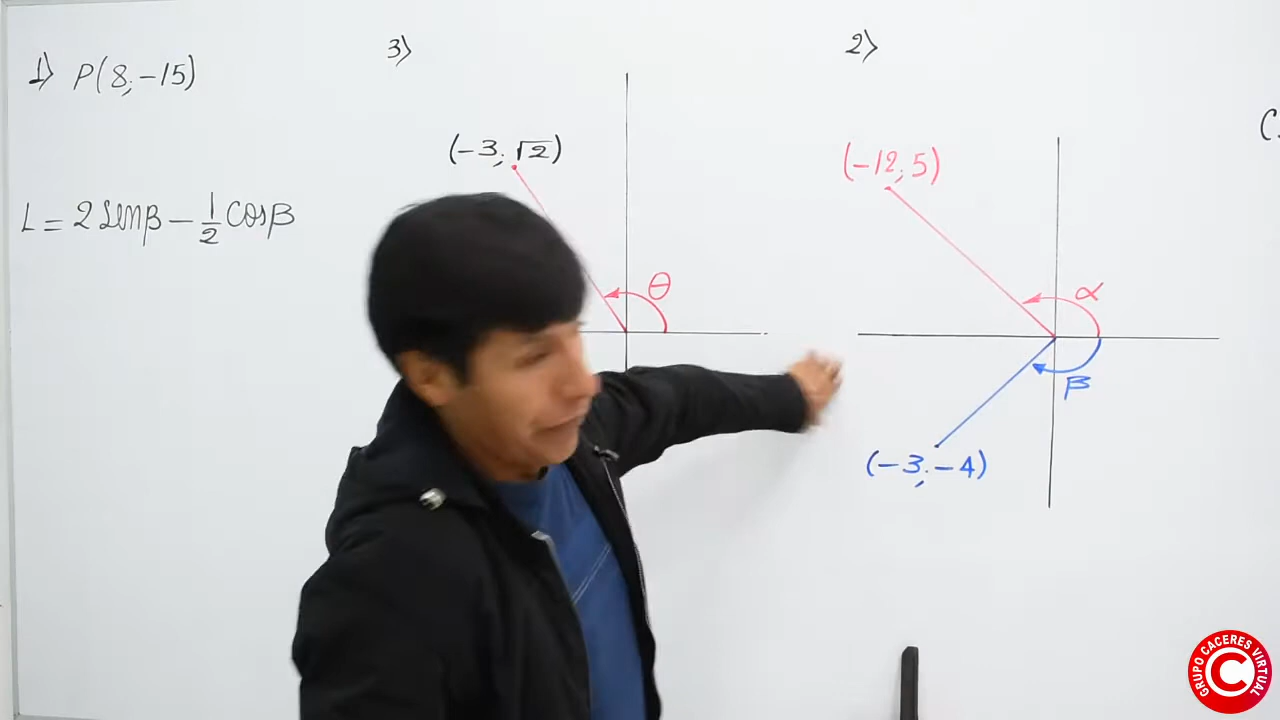 1) P(8;-15)
L = 2 Senβ - 1/2 Cosβ
3)
(-3;√2)
θ
2)
(-12;5)
α
β
(-3;-4)
GRUPO CACERES VIRTUAL
C